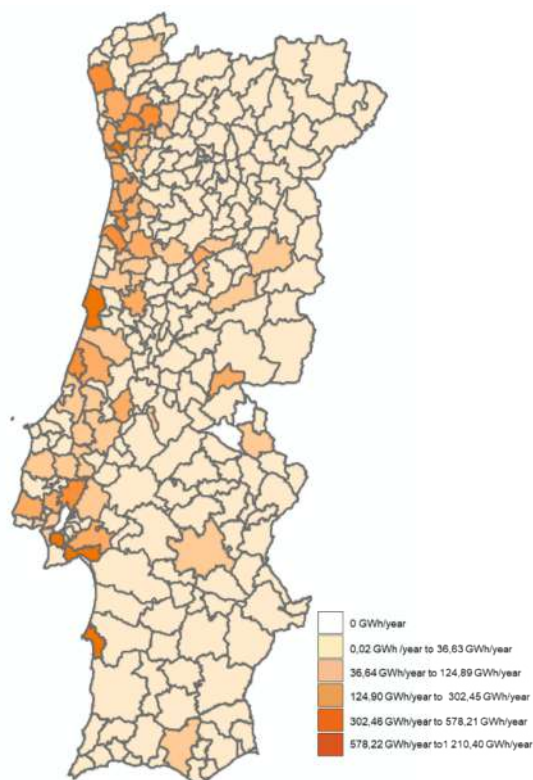 0 GWh/year
0,02 GWh /year to 36,63 GWh/year
36,64 GWh/year to 124,89 GWh/year
124,90 GWh/year to 302,45 GWh/year
302,46 GWh/year to 578,21 GWh/year
578,22 GWh/year to1 210,40 GWh/year